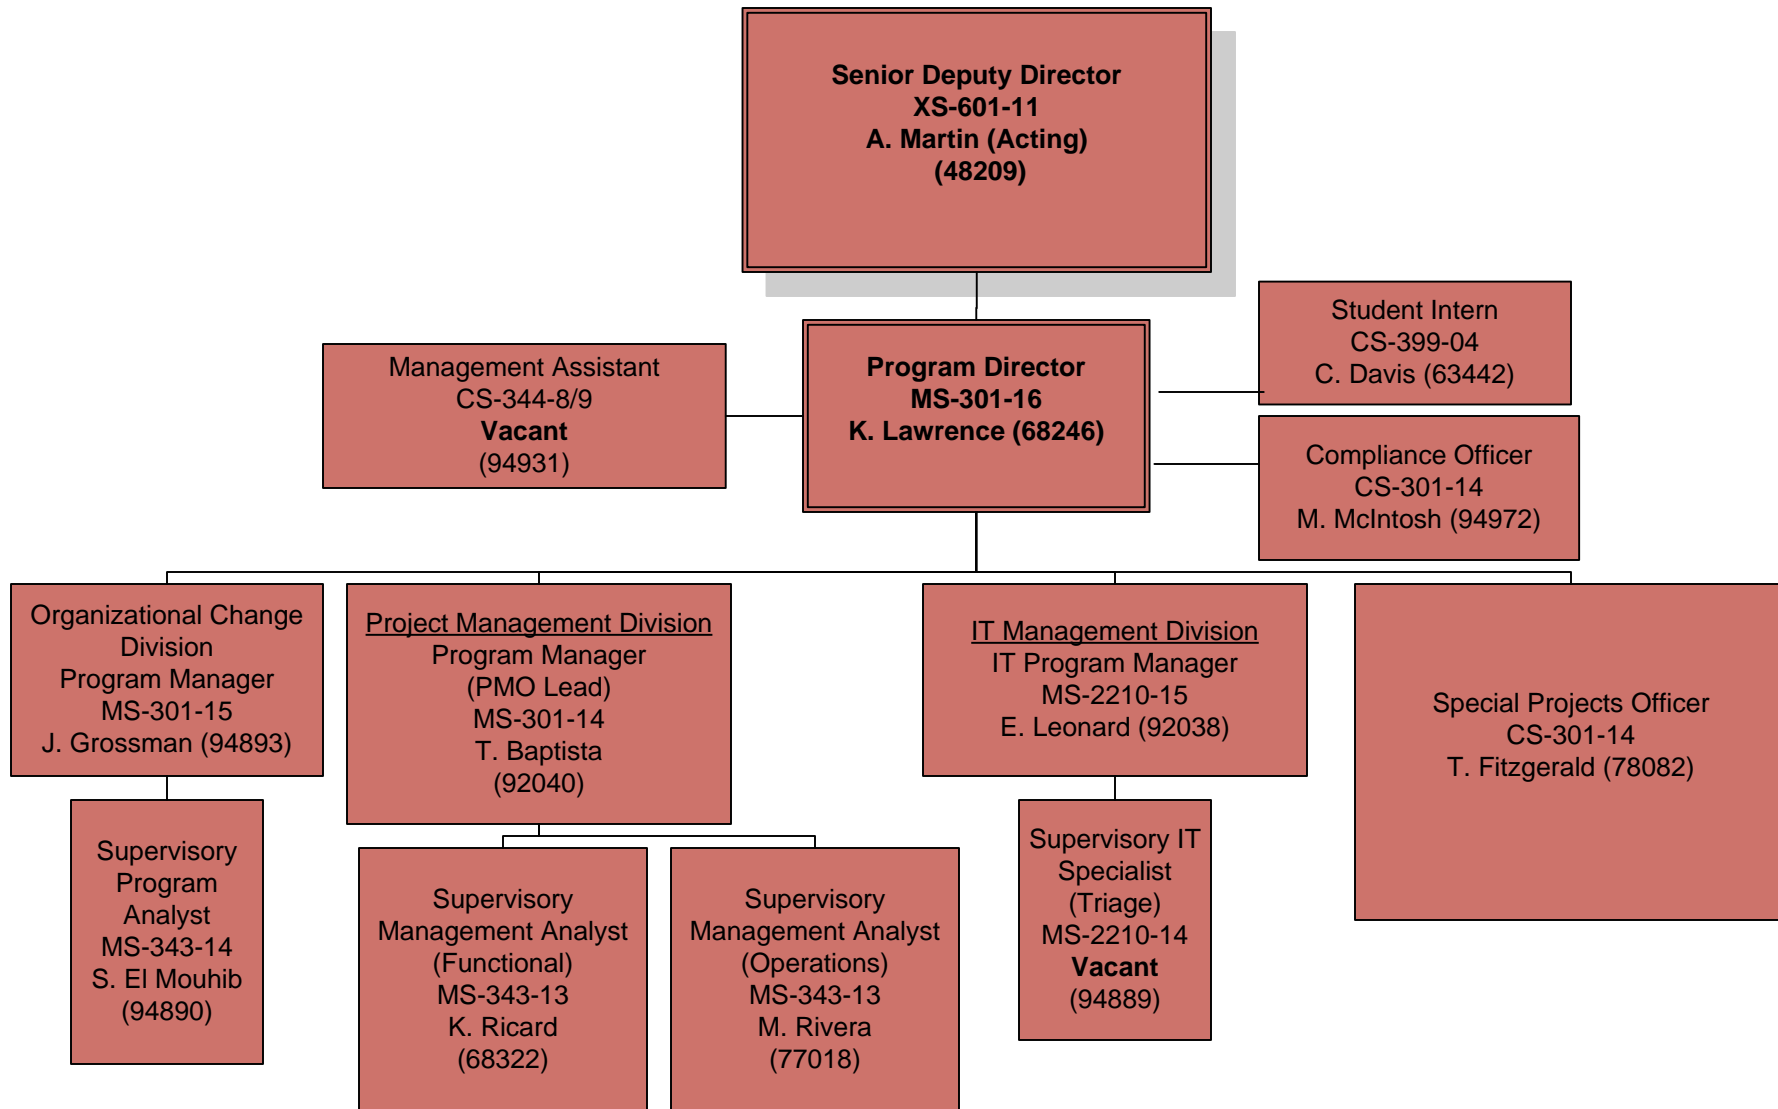 Senior Deputy Director
XS-601-11
A. Martin (Acting)
(48209)
Student Intern
CS-399-04
C. Davis (63442)
Management Assistant
CS-344-8/9
Vacant
(94931)
Program Director
MS-301-16
K. Lawrence (68246)
Compliance Officer
CS-301-14
M. McIntosh (94972)
Organizational Change
Division
Program Manager
MS-301-15
J. Grossman (94893)
Project Management Division
Program Manager
(PMO Lead)
MS-301-14
T. Baptista
(92040)
IT Management Division
IT Program Manager
MS-2210-15
E. Leonard (92038)
Special Projects Officer
CS-301-14
T. Fitzgerald (78082)
Supervisory
Program
Analyst
MS-343-14
S. El Mouhib
(94890)
Supervisory
Management Analyst
(Functional)
MS-343-13
K. Ricard
(68322)
Supervisory
Management Analyst
(Operations)
MS-343-13
M. Rivera
(77018)
Supervisory IT
Specialist
(Triage)
MS-2210-14
Vacant
(94889)